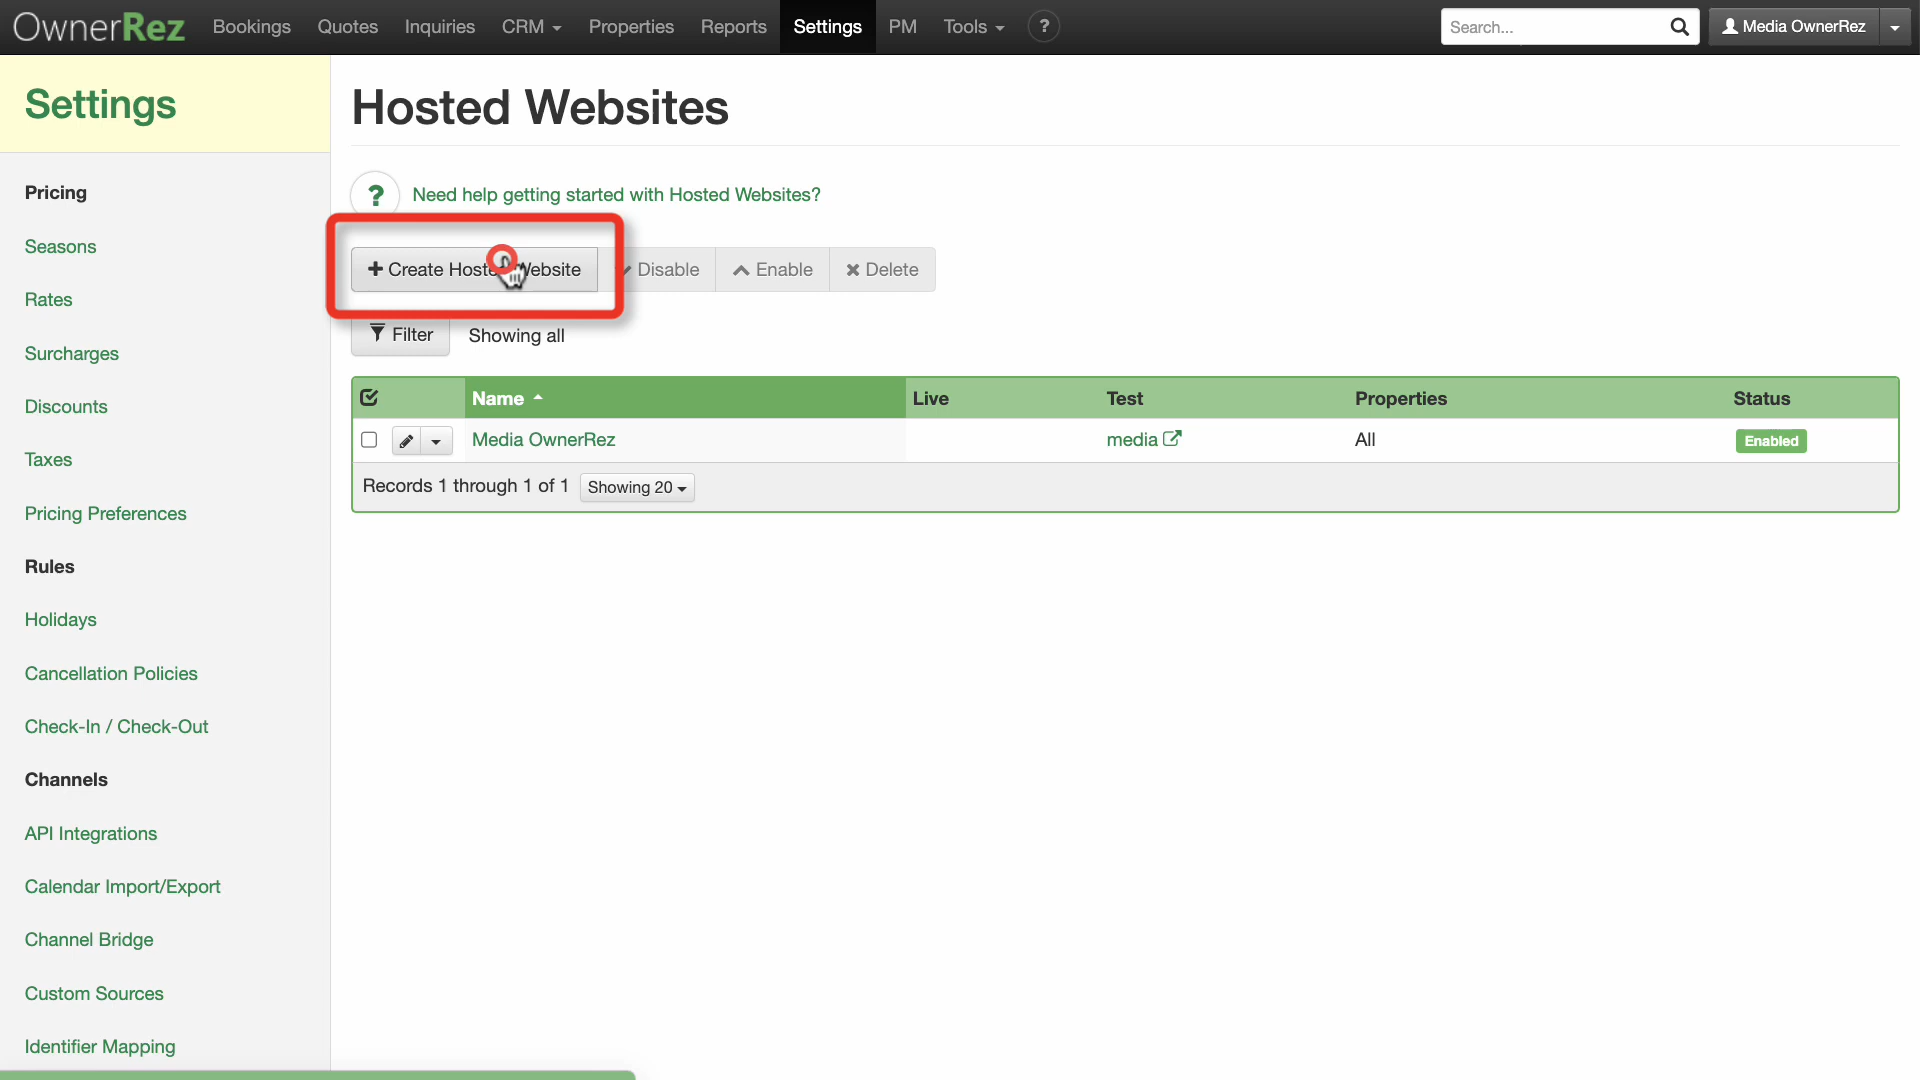 OwnerRez Bookings Quotes Inquiries CRM Properties Reports Settings PM Tools ? Search... Media OwnerRez
Settings
Hosted Websites
Pricing
? Need help getting started with Hosted Websites?
Seasons
Create Hosted Website Disable Enable Delete
Rates
Filter Showing all
Surcharges
Name Live Test Properties Status
Discounts
Media OwnerRez media All Enabled
Taxes
Records 1 through 1 of 1 Showing 20
Pricing Preferences
Rules
Holidays
Cancellation Policies
Check-In / Check-Out
Channels
API Integrations
Calendar Import/Export
Channel Bridge
Custom Sources
Identifier Mapping